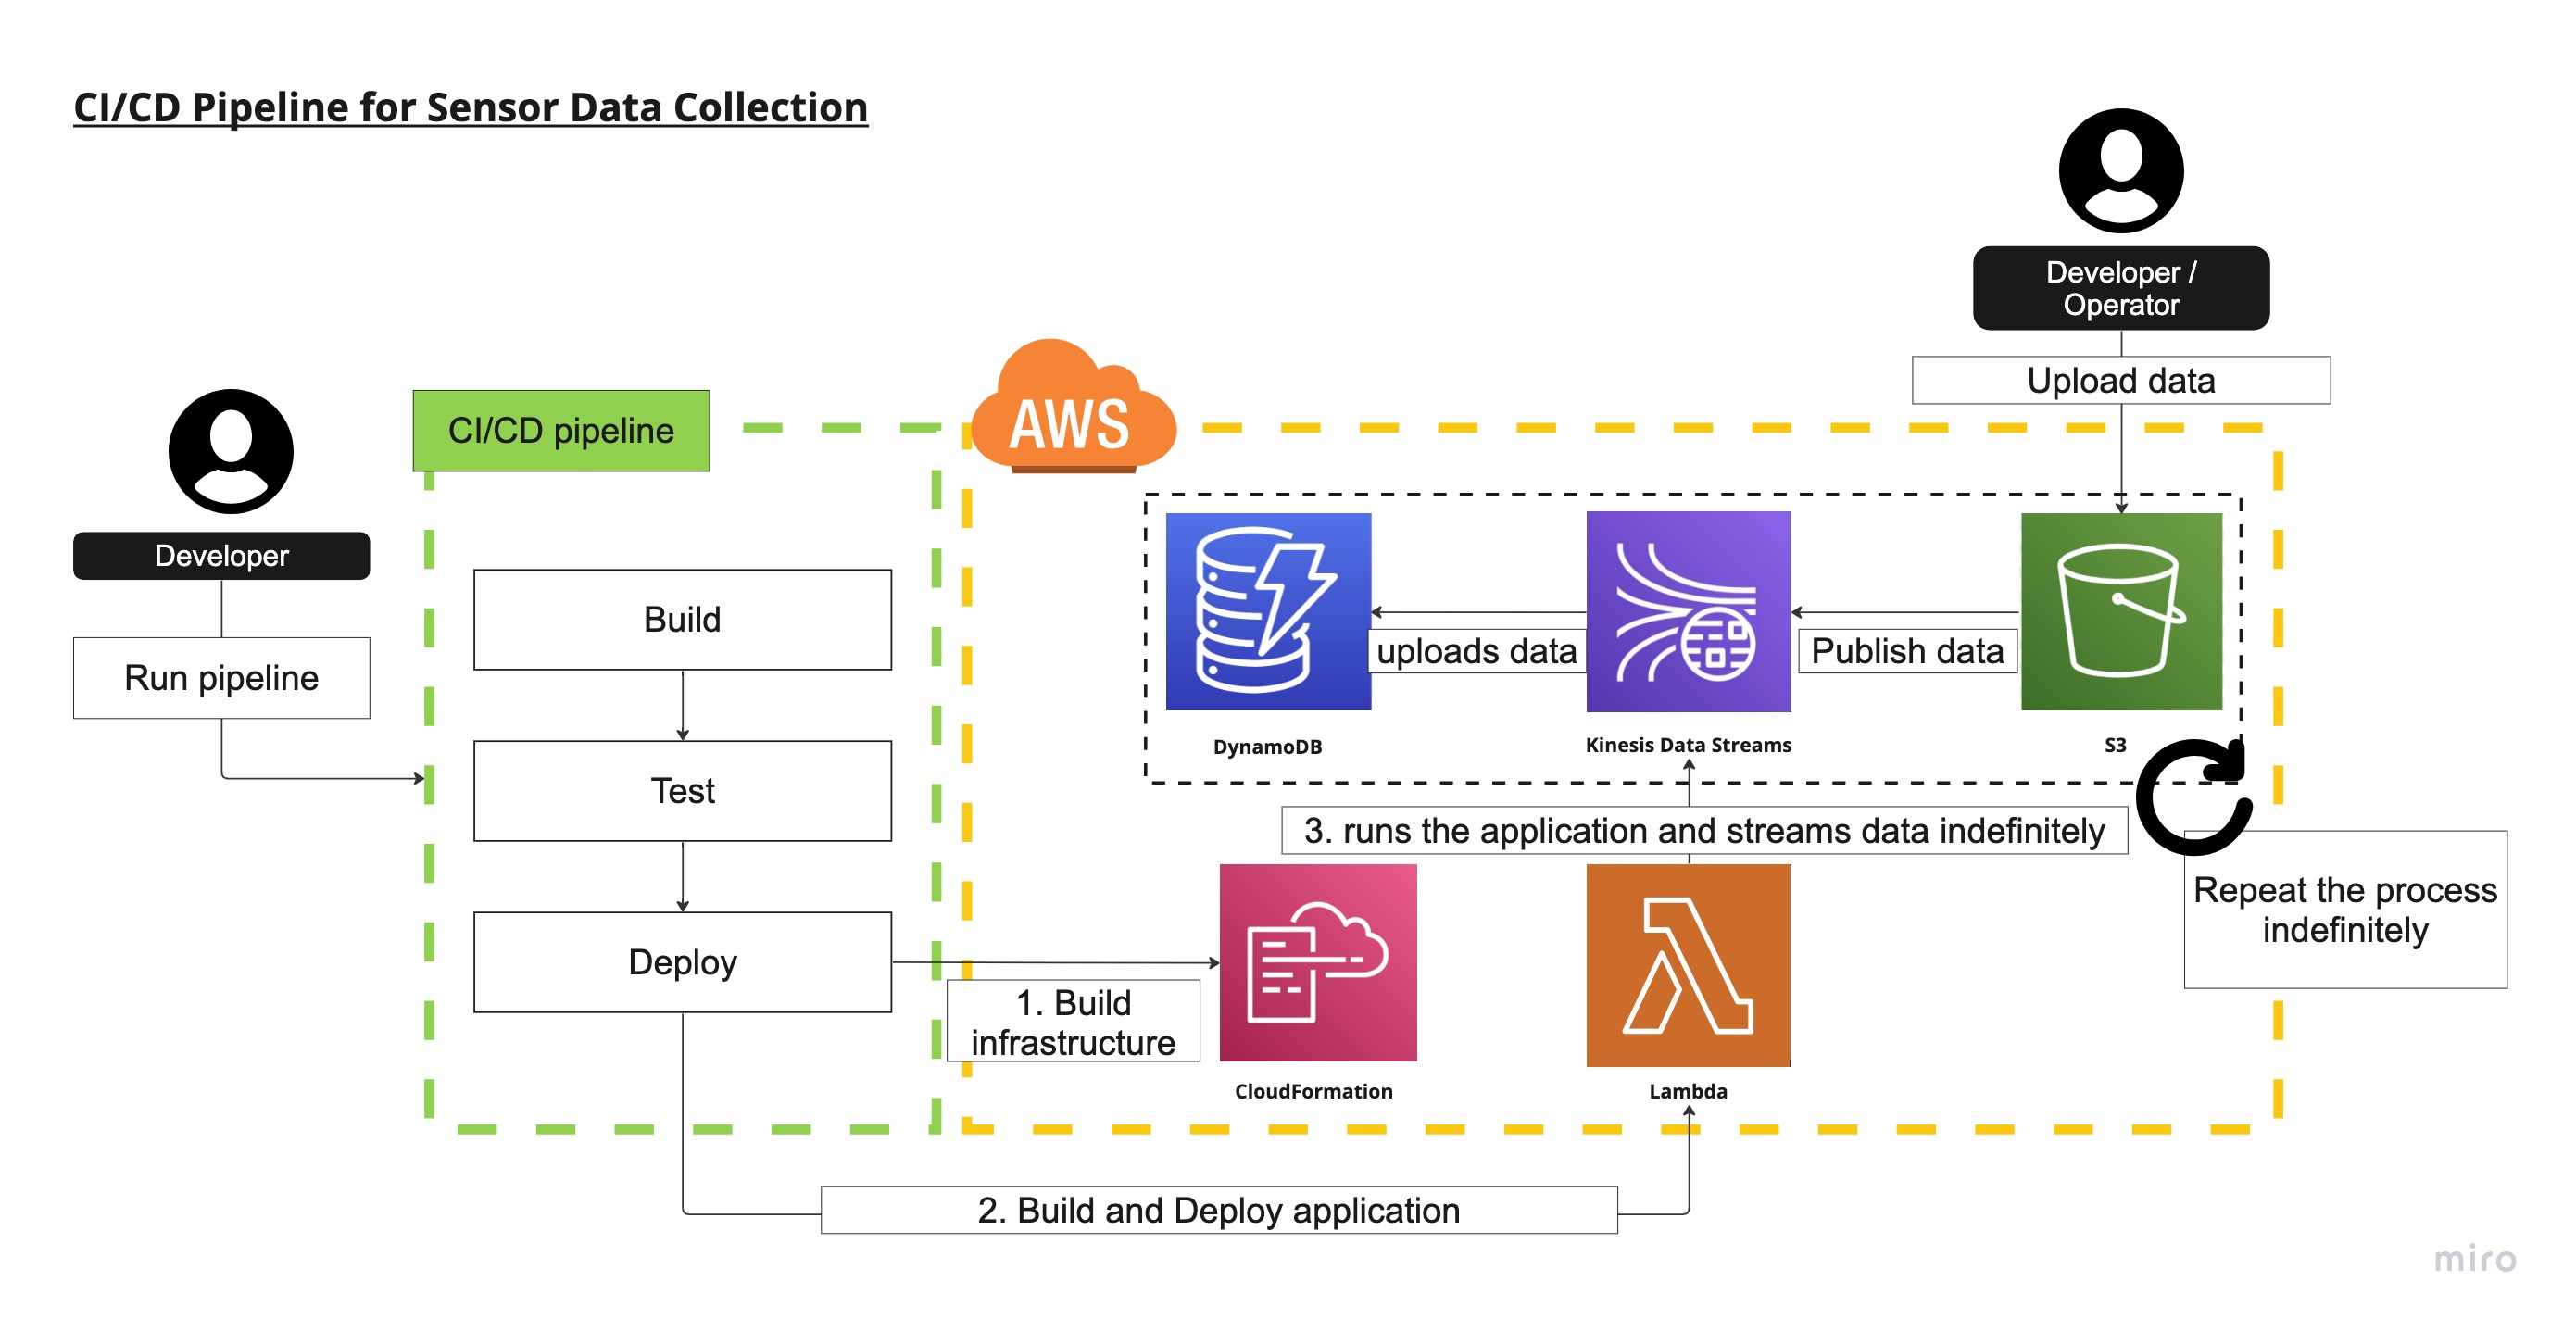 CI/CD Pipeline for Sensor Data Collection
Developer /
Operator
Upload data
AWS
CI/CD pipeline
Developer
Run pipeline
Build
Test
Deploy
uploads data
Publish data
DynamoDB
Kinesis Data Streams
S3
3. runs the application and streams data indefinitely
Repeat the process
indefinitely
1. Build
infrastructure
CloudFormation
Lambda
2. Build and Deploy application
miro